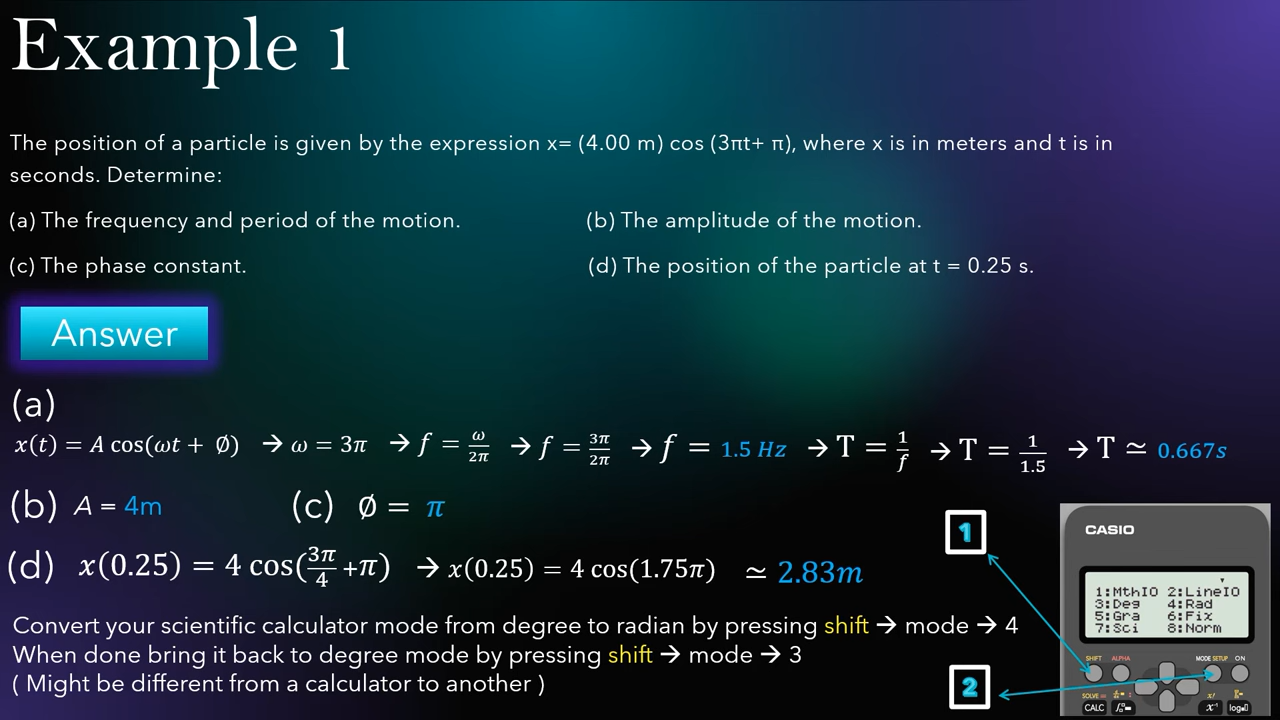 Example 1
The position of a particle is given by the expression x= (4.00 m) cos (3πt+ π), where x is in meters and t is in
seconds. Determine:
(a) The frequency and period of the motion. (b) The amplitude of the motion.
(c) The phase constant. (d) The position of the particle at t = 0.25 s.
Answer
(a)
x(t) = A cos(ωt + Ø) → ω = 3π → f = ω/2π → f = 3π/2π → f = 1.5 Hz → T = 1/f → T = 1/1.5 → T ≃ 0.667s
(b) A = 4m (c) Ø = π
(d) x(0.25) = 4 cos(3π/4 +π) → x(0.25) = 4 cos(1.75π) ≃ 2.83m
Convert your scientific calculator mode from degree to radian by pressing shift → mode → 4
When done bring it back to degree mode by pressing shift → mode → 3
( Might be different from a calculator to another )
1
2
CASIO
1:MthIO 2:LineIO
3:Deg 4:Rad
5:Gra 6:Fix
7:Sci 8:Norm
SHIFT ALPHA MODE SETUP ON
SOLVE = x!
CALC x⁻¹ log